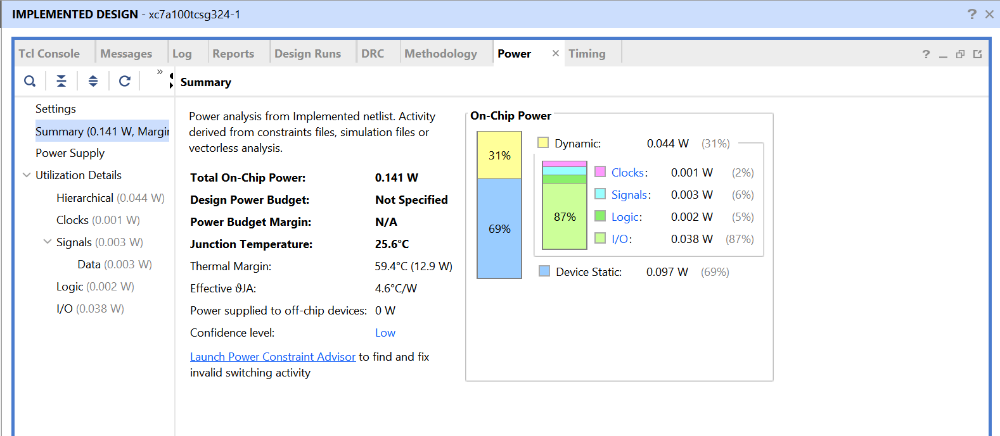 IMPLEMENTED DESIGN - xc7a100tcsg324-1
? ×
Tcl Console Messages Log Reports Design Runs DRC Methodology Power × Timing ?
»
Summary
Settings
Summary (0.141 W, Margin
Power Supply
Utilization Details
Hierarchical (0.044 W)
Clocks (0.001 W)
Signals (0.003 W)
Data (0.003 W)
Logic (0.002 W)
I/O (0.038 W)
Power analysis from Implemented netlist. Activity
derived from constraints files, simulation files or
vectorless analysis.
Total On-Chip Power: 0.141 W
Design Power Budget: Not Specified
Power Budget Margin: N/A
Junction Temperature: 25.6°C
Thermal Margin: 59.4°C (12.9 W)
Effective ϑJA: 4.6°C/W
Power supplied to off-chip devices: 0 W
Confidence level: Low
Launch Power Constraint Advisor to find and fix
invalid switching activity
On-Chip Power
31%
69%
Dynamic: 0.044 W (31%)
87%
Clocks: 0.001 W (2%)
Signals: 0.003 W (6%)
Logic: 0.002 W (5%)
I/O: 0.038 W (87%)
Device Static: 0.097 W (69%)